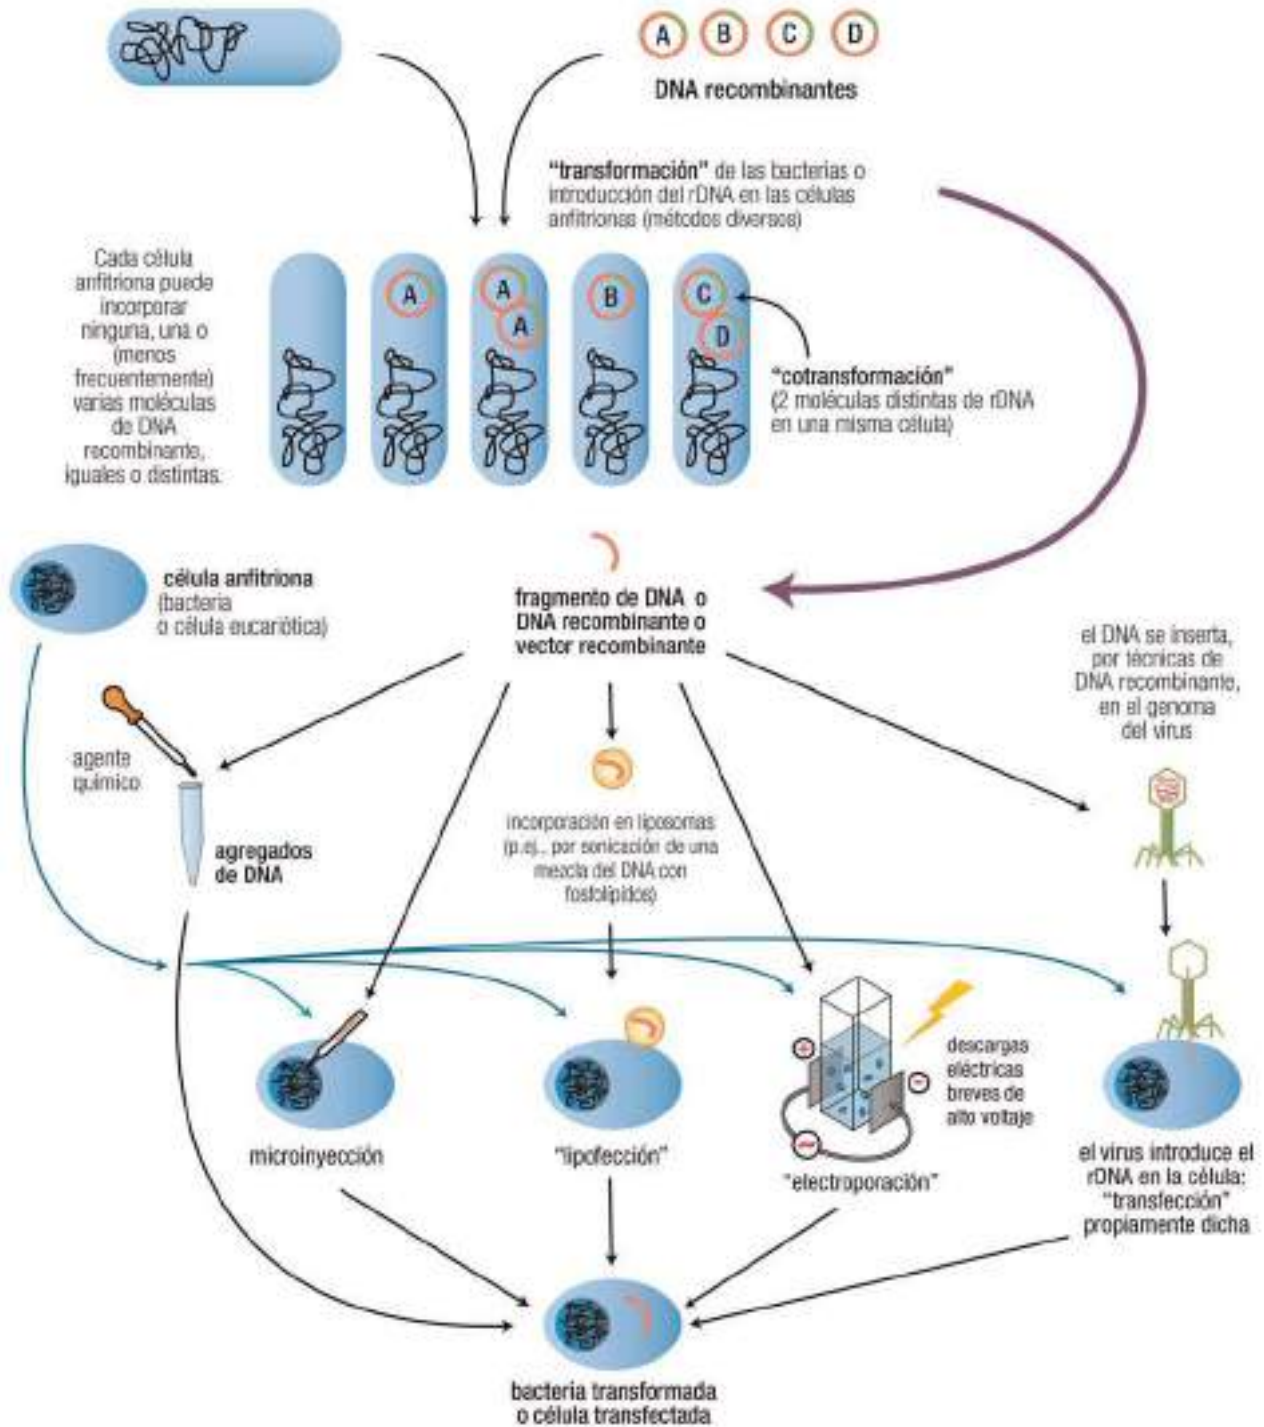 A B C D
DNA recombinantes
"transformación" de las bacterias o
introducción del rDNA en las células
anfitrionas (métodos diversos)
Cada célula
anfitriona puede
incorporar
ninguna, una o
(menos
frecuentemente)
varias moléculas
de DNA
recombinante,
iguales o distintas.
A
A
A
B
C
D
"cotransformación"
(2 moléculas distintas de rDNA
en una misma célula)
célula anfitriona
(bacteria
o célula eucariótica)
fragmento de DNA o
DNA recombinante o
vector recombinante
el DNA se inserta,
por técnicas de
DNA recombinante,
en el genoma
del virus
agente
químico
agregados
de DNA
incorporación en liposomas
(p.ej., por sonicación de una
mezcla del DNA con
fosfolípidos)
+
-
descargas
eléctricas
breves de
alto voltaje
microinyección
"lipofección"
"electroporación"
el virus introduce el
rDNA en la célula:
"transfección"
propiamente dicha
bacteria transformada
o célula transfectada